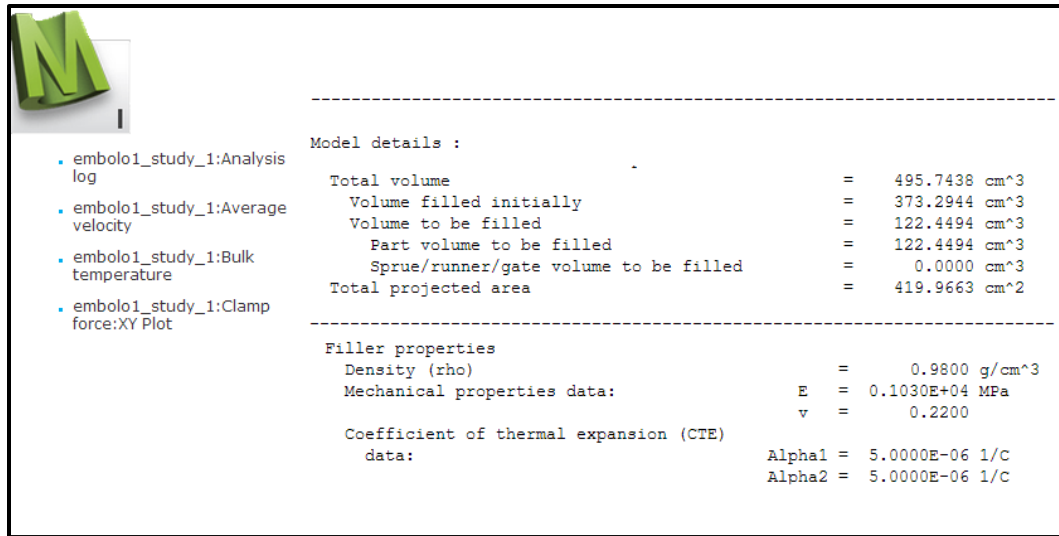 M
I
embolo1_study_1:Analysis
log
embolo1_study_1:Average
velocity
embolo1_study_1:Bulk
temperature
embolo1_study_1:Clamp
force:XY Plot
--------------------------------------------------------------------------
Model details :
Total volume = 495.7438 cm^3
Volume filled initially = 373.2944 cm^3
Volume to be filled = 122.4494 cm^3
Part volume to be filled = 122.4494 cm^3
Sprue/runner/gate volume to be filled = 0.0000 cm^3
Total projected area = 419.9663 cm^2
--------------------------------------------------------------------------
Filler properties
Density (rho) = 0.9800 g/cm^3
Mechanical properties data: E = 0.1030E+04 MPa
v = 0.2200
Coefficient of thermal expansion (CTE)
data: Alpha1 = 5.0000E-06 1/C
Alpha2 = 5.0000E-06 1/C